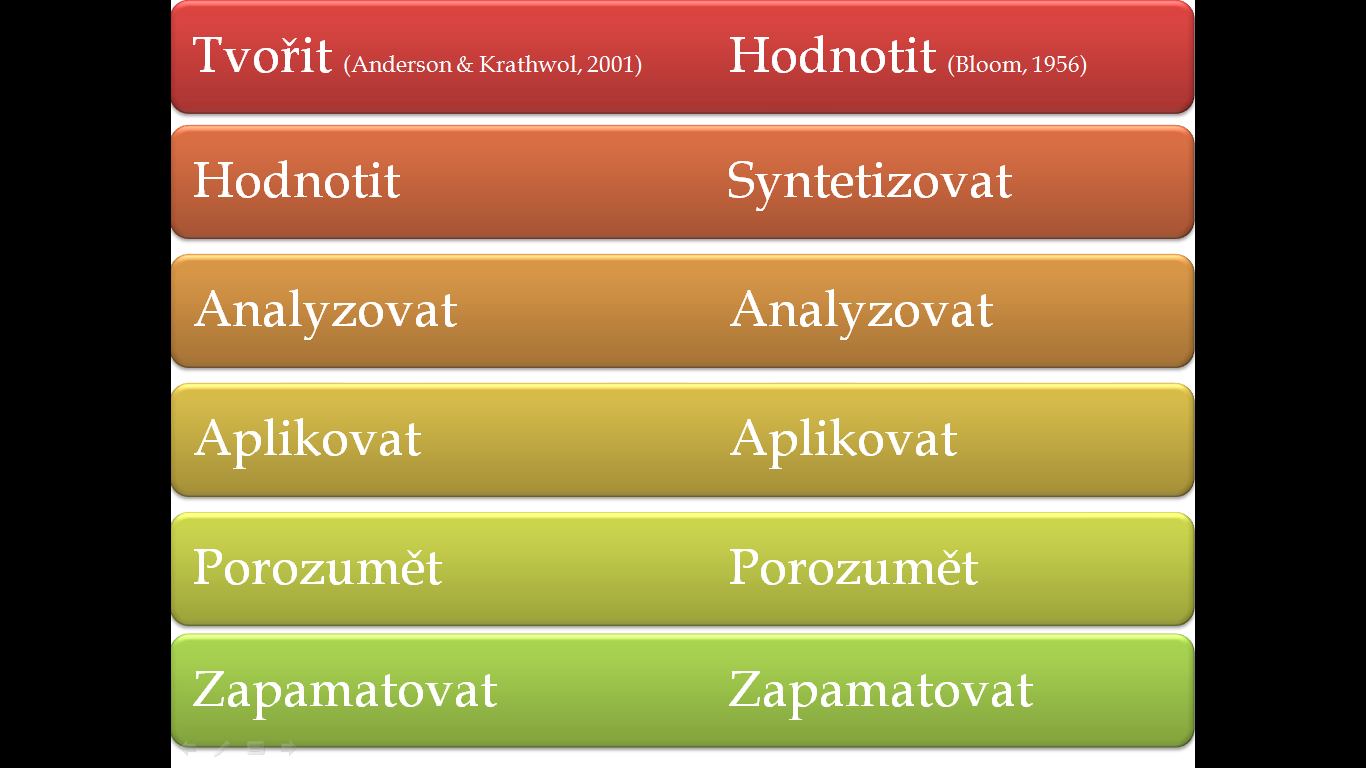 Tvořit (Anderson & Krathwol, 2001) Hodnotit (Bloom, 1956)
Hodnotit Syntetizovat
Analyzovat Analyzovat
Aplikovat Aplikovat
Porozumět Porozumět
Zapamatovat Zapamatovat